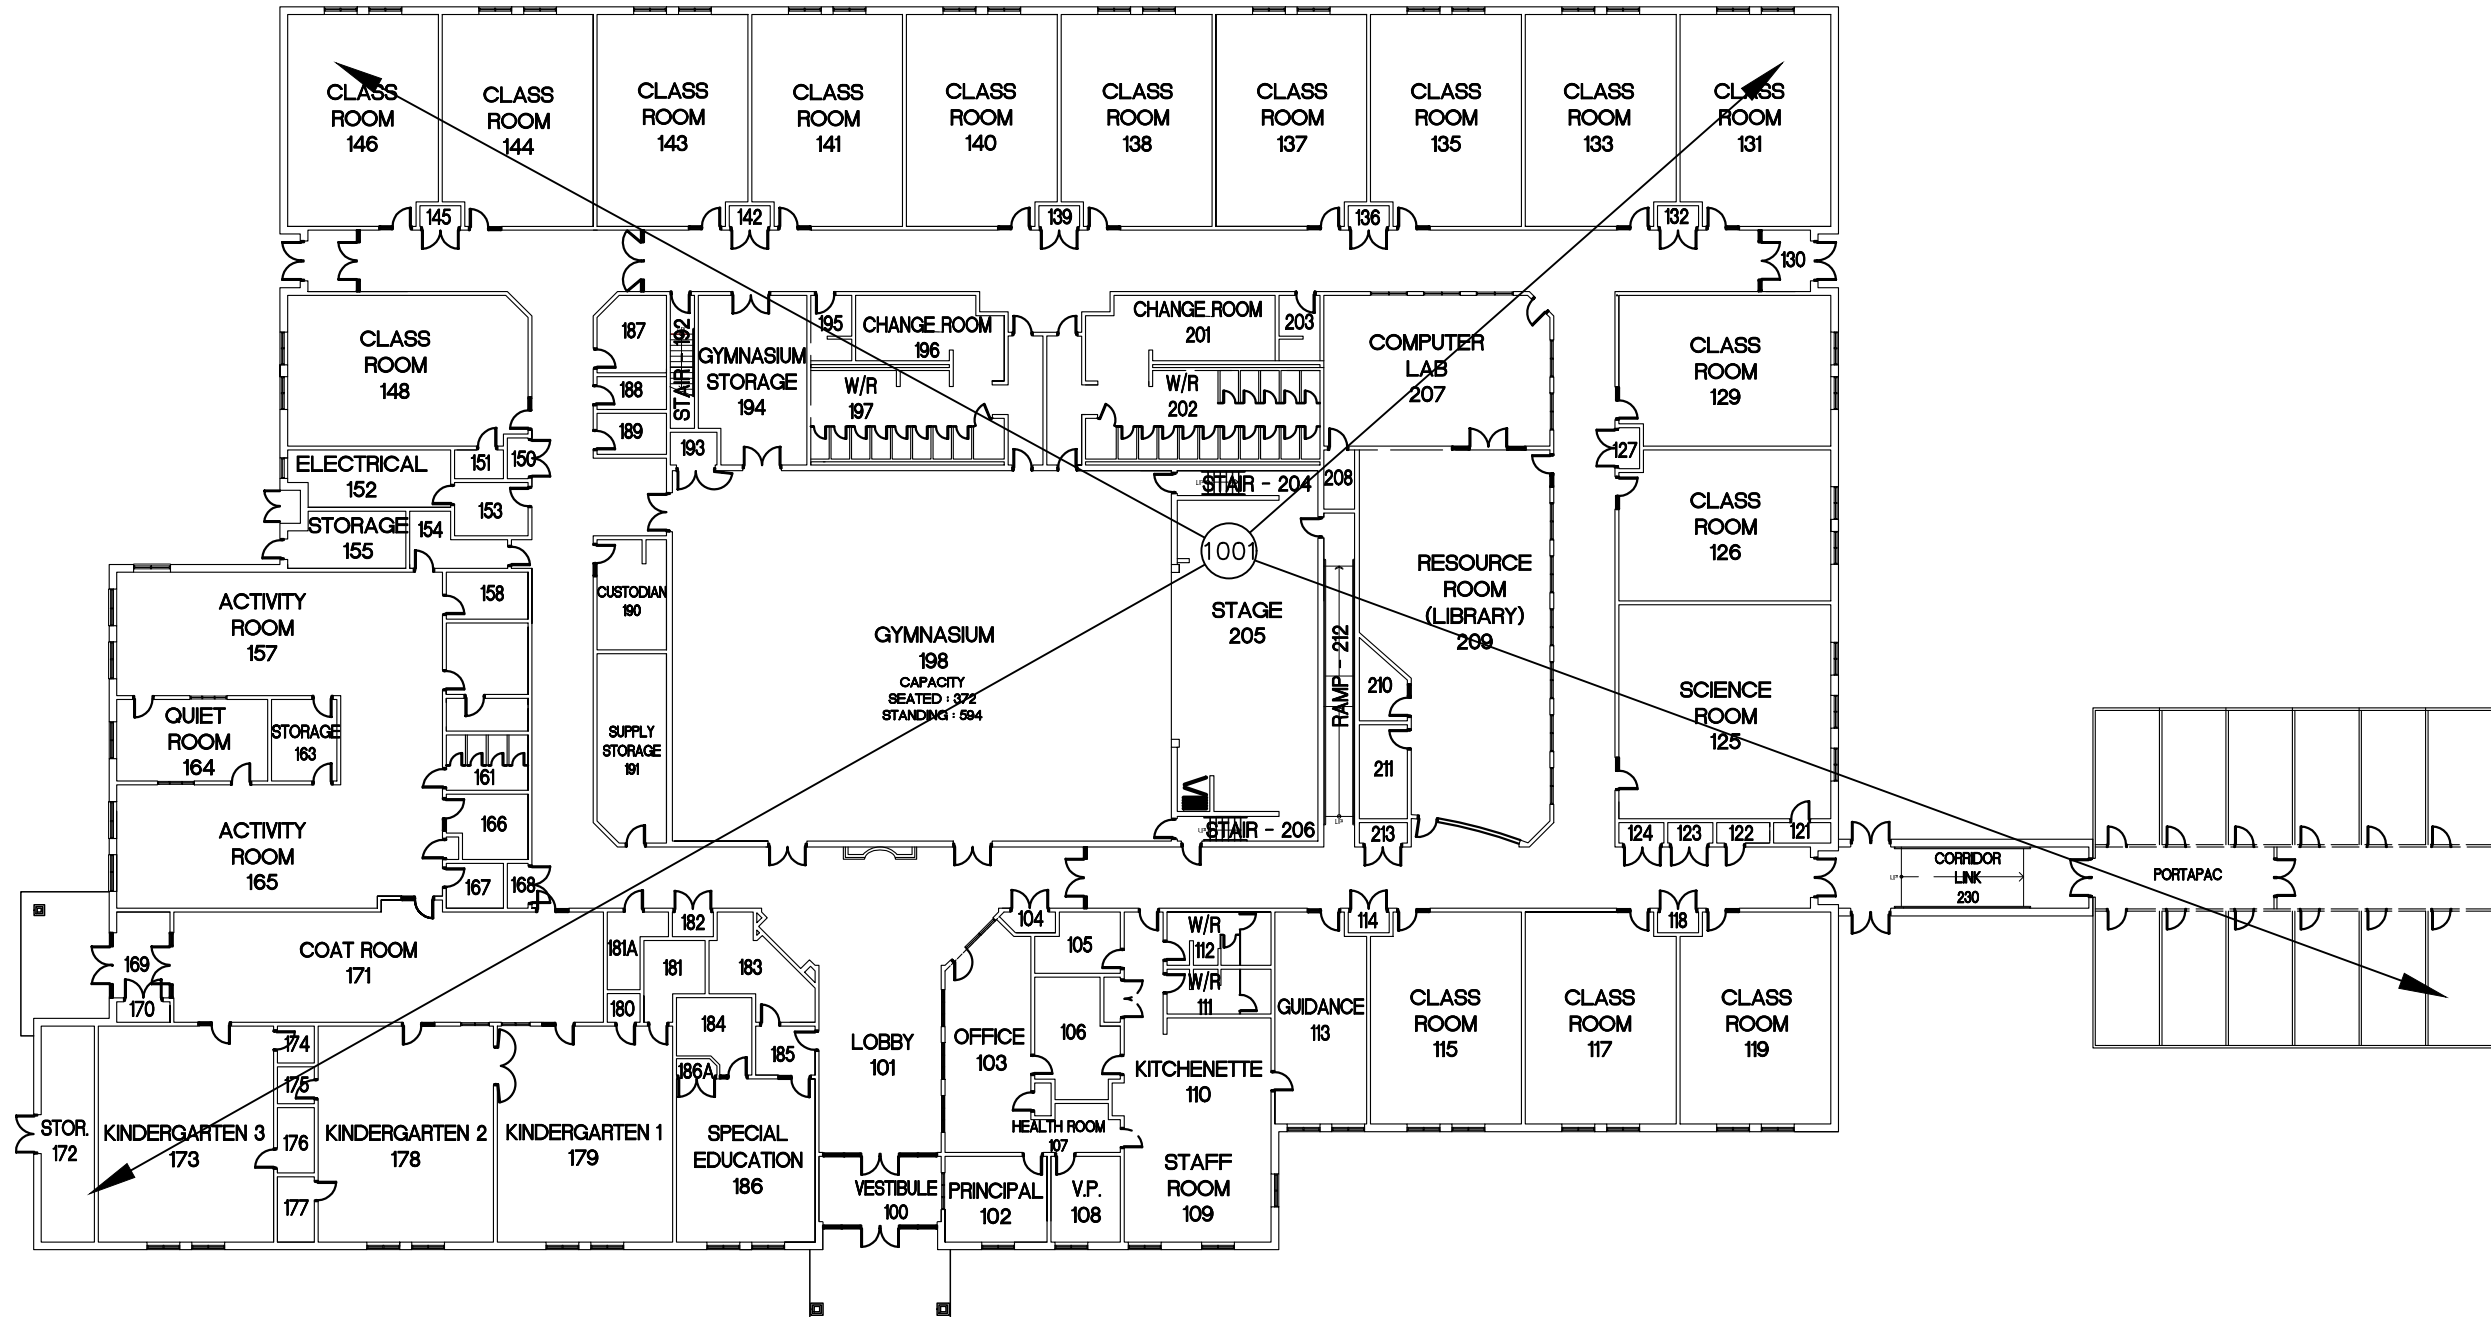 CLASS
ROOM
146
CLASS
ROOM
144
CLASS
ROOM
143
CLASS
ROOM
141
CLASS
ROOM
140
CLASS
ROOM
138
CLASS
ROOM
137
CLASS
ROOM
135
CLASS
ROOM
133
CLASS
ROOM
131
145
142
139
136
132
130
CLASS
ROOM
148
187
188
189
STAIR - 192
193
GYMNASIUM
STORAGE
194
195
CHANGE ROOM
196
W/R
197
CHANGE ROOM
201
203
W/R
202
COMPUTER
LAB
207
CLASS
ROOM
129
127
151
150
ELECTRICAL
152
153
STORAGE
155
154
STAIR - 204
UP
208
1001
CLASS
ROOM
126
ACTIVITY
ROOM
157
158
CUSTODIAN
190
GYMNASIUM
198
CAPACITY
SEATED : 372
STANDING : 594
STAGE
205
RAMP - 212
UP
RESOURCE
ROOM
(LIBRARY)
209
210
211
213
SCIENCE
ROOM
125
QUIET
ROOM
164
STORAGE
163
161
SUPPLY
STORAGE
191
ACTIVITY
ROOM
165
166
167
168
UP
STAIR - 206
124
123
122
121
UP
CORRIDOR
LINK
230
PORTAPAC
169
170
COAT ROOM
171
181A
182
181
183
180
184
185
186A
104
105
106
W/R
112
W/R
111
114
118
GUIDANCE
113
CLASS
ROOM
115
CLASS
ROOM
117
CLASS
ROOM
119
LOBBY
101
OFFICE
103
KITCHENETTE
110
HEALTH ROOM
107
STOR.
172
KINDERGARTEN 3
173
174
175
176
177
KINDERGARTEN 2
178
KINDERGARTEN 1
179
SPECIAL
EDUCATION
186
VESTIBULE
100
PRINCIPAL
102
V.P.
108
STAFF
ROOM
109